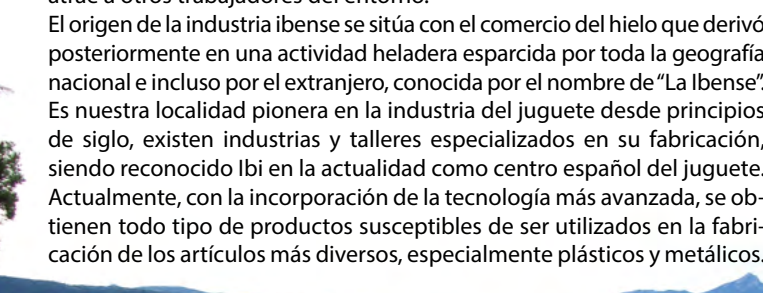 atrae a otros trabajadores del entorno.
El origen de la industria ibense se sitúa con el comercio del hielo que derivó
posteriormente en una actividad heladera esparcida por toda la geografía
nacional e incluso por el extranjero, conocida por el nombre de “La Ibense”.
Es nuestra localidad pionera en la industria del juguete desde principios
de siglo, existen industrias y talleres especializados en su fabricación,
siendo reconocido Ibi en la actualidad como centro español del juguete.
Actualmente, con la incorporación de la tecnología más avanzada, se ob-
tienen todo tipo de productos susceptibles de ser utilizados en la fabri-
cación de los artículos más diversos, especialmente plásticos y metálicos.